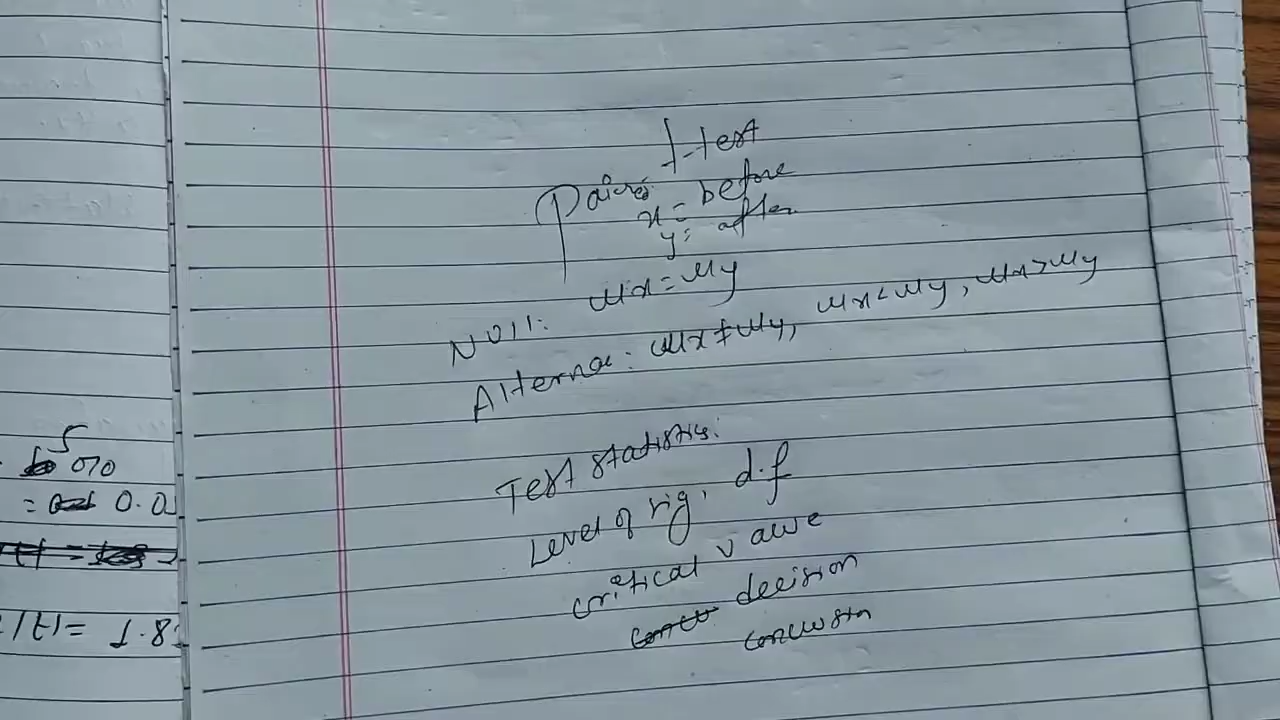 5
%
= 0.0
|t| = 1.8
t-test
Paired
x = before
y = after
Null: μx = μy
Alterna: μx ≠ μy, μx < μy, μx > μy
Test statistics:
Level of sig, d.f
critical value
decision
conclusion